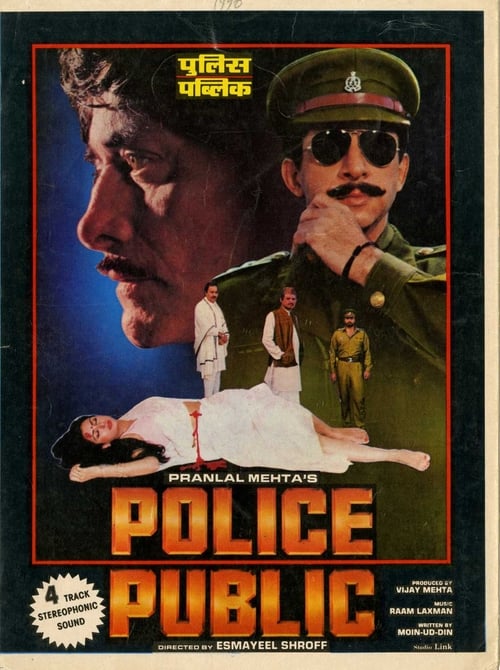 1990
पुलिस
पब्लिक
PRANLAL MEHTA'S
POLICE
PUBLIC
4 TRACK
STEREOPHONIC
SOUND
DIRECTED BY ESMAYEEL SHROFF
PRODUCED BY
VIJAY MEHTA
MUSIC
RAAM LAXMAN
WRITTEN BY
MOIN-UD-DIN
Studio Link